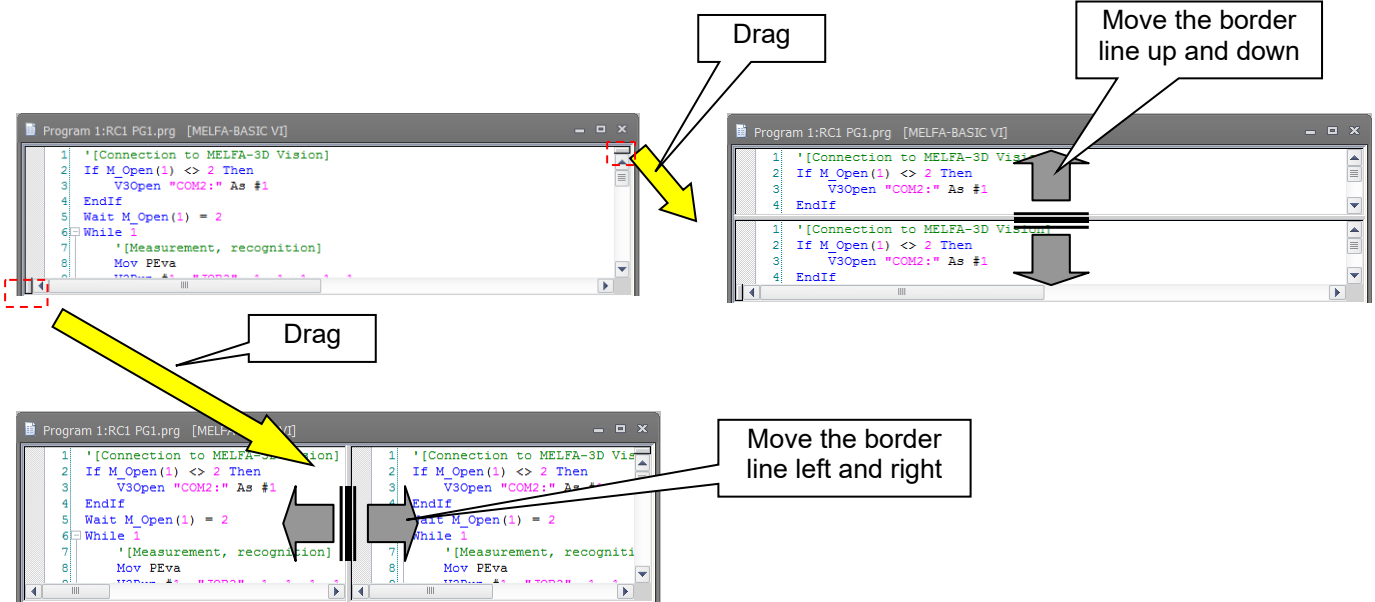 Drag
Move the border
line up and down
Program 1:RC1 PG1.prg [MELFA-BASIC VI]
1 '[Connection to MELFA-3D Vision]
2 If M_Open(1) <> 2 Then
3 V3Open "COM2:" As #1
4 EndIf
5 Wait M_Open(1) = 2
6 While 1
7 '[Measurement, recognition]
8 Mov PEva
Program 1:RC1 PG1.prg [MELFA-BASIC VI]
1 '[Connection to MELFA-3D Visi
2 If M_Open(1) <> 2 Then
3 V3Open "COM2:" As #1
4 EndIf
1 '[Connection to MELFA-3D Vision]
2 If M_Open(1) <> 2 Then
3 V3Open "COM2:" As #1
4 EndIf
Drag
Program 1:RC1 PG1.prg [MELFA VI]
1 '[Connection to MELFA-3D Vision]
2 If M_Open(1) <> 2 Then
3 V3Open "COM2:" As #1
4 EndIf
5 Wait M_Open(1) = 2
6 While 1
7 '[Measurement, recognition]
8 Mov PEva
1 '[Connection to MELFA-3D Vis
2 If M_Open(1) <> 2 Then
3 V3Open "COM2:" As #1
4 EndIf
5 Wait M_Open(1) = 2
While 1
7 '[Measurement, recogniti
8 Mov PEva
Move the border
line left and right